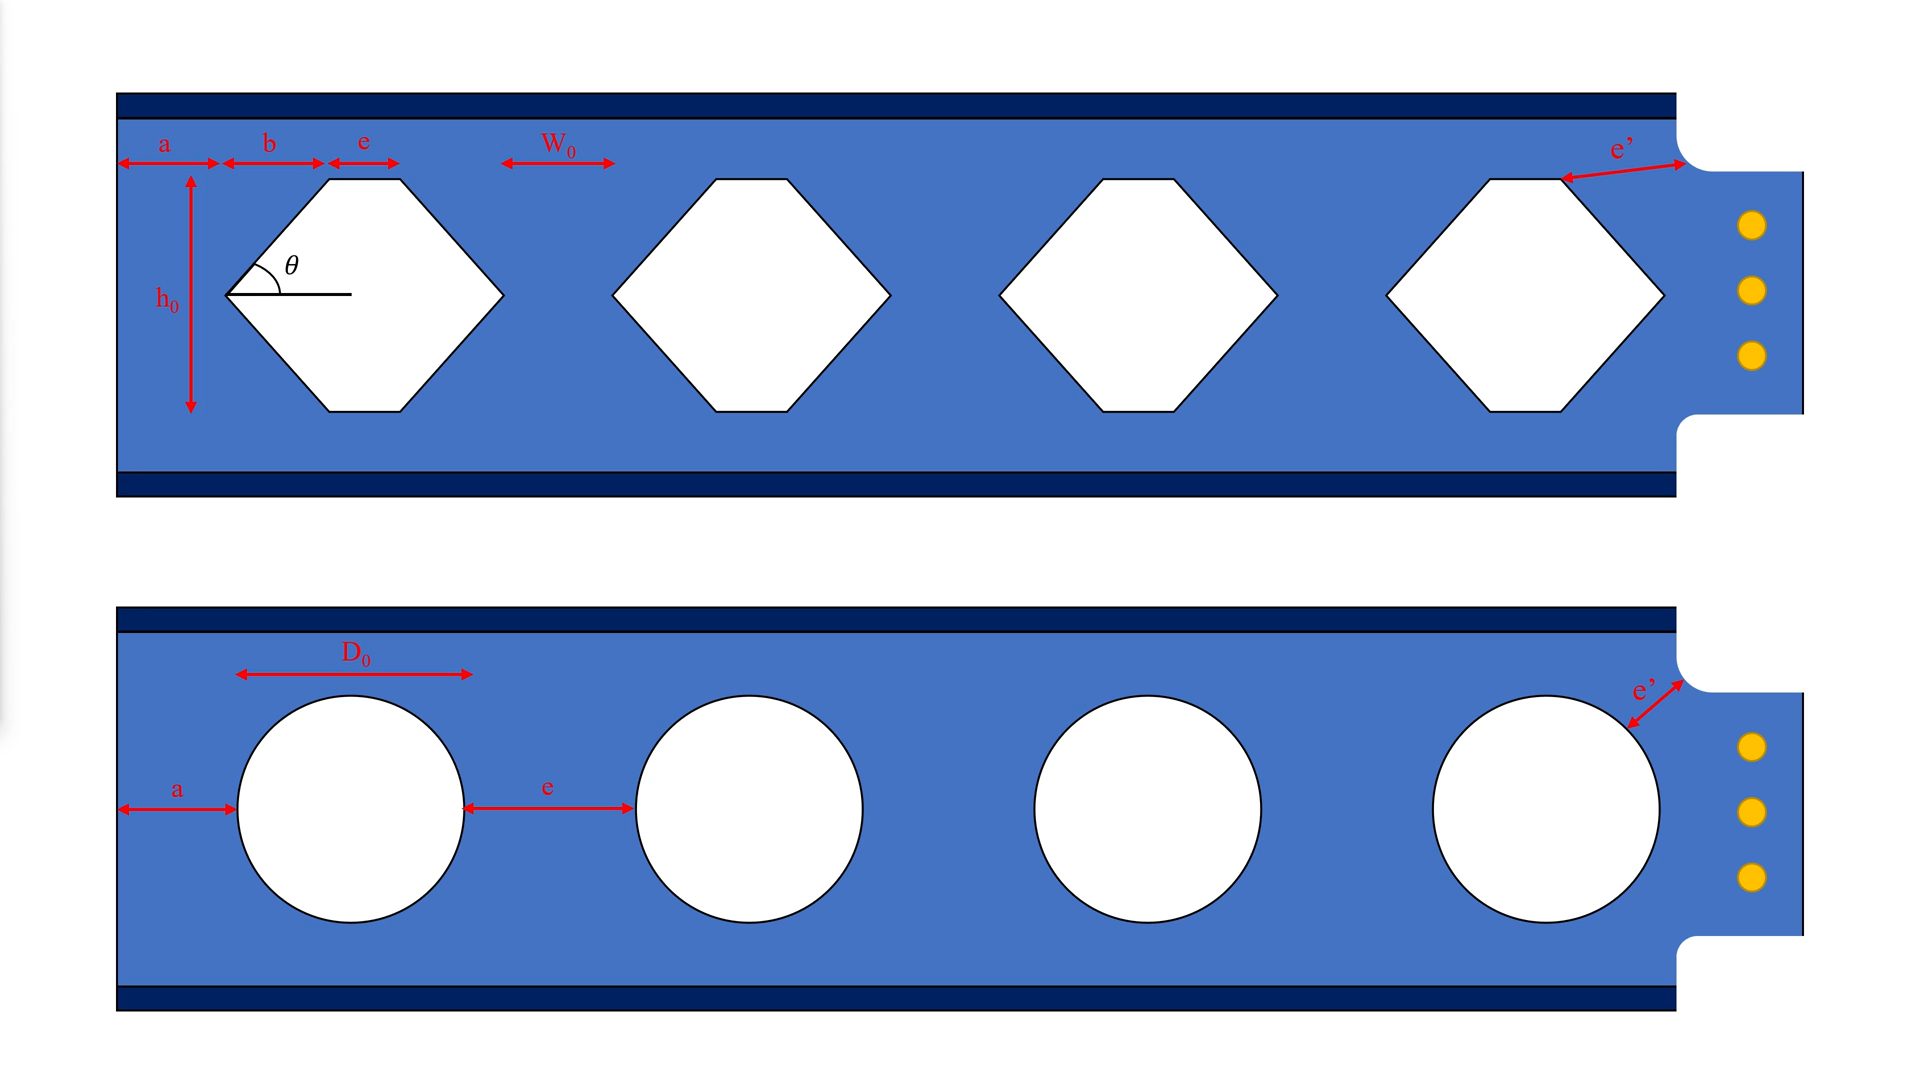 a b e W₀ e’
θ
h₀
D₀
e’
a e